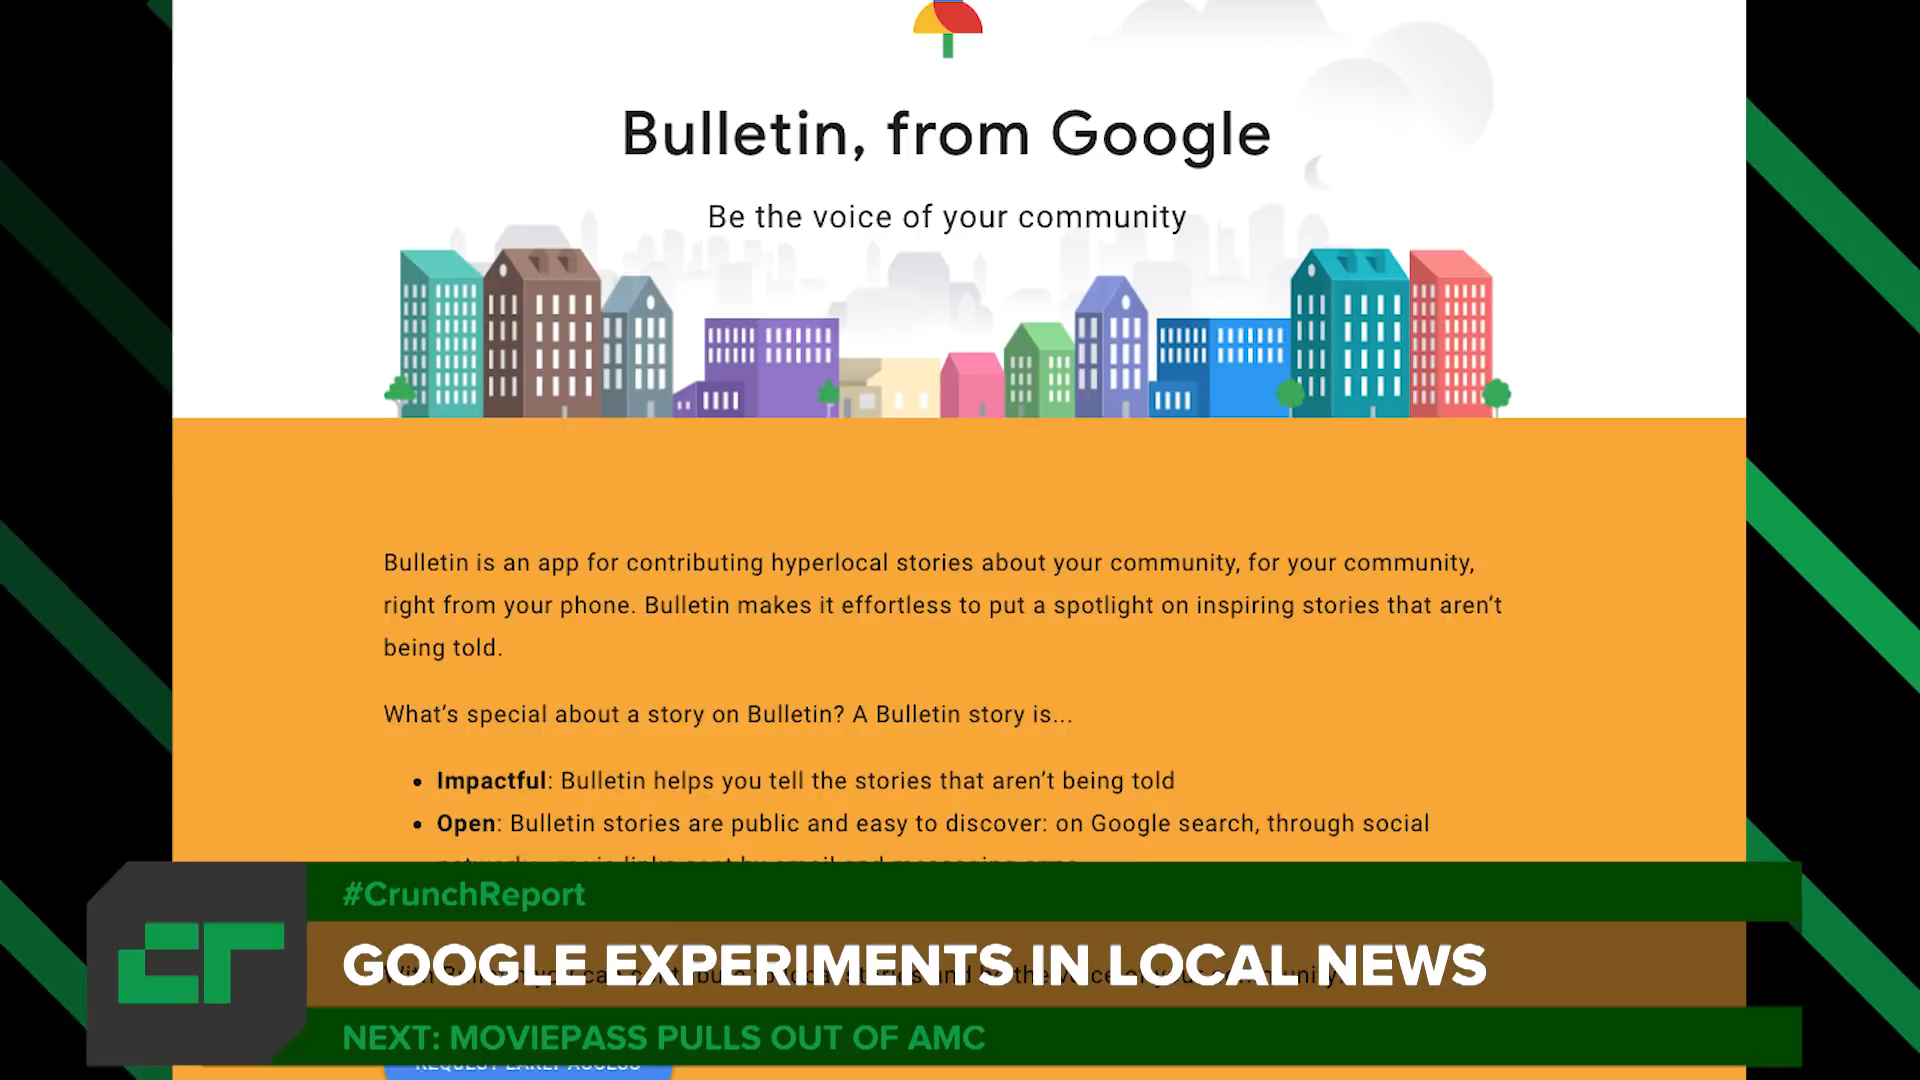 Bulletin, from Google
Be the voice of your community
Bulletin is an app for contributing hyperlocal stories about your community, for your community,
right from your phone. Bulletin makes it effortless to put a spotlight on inspiring stories that aren’t
being told.
What’s special about a story on Bulletin? A Bulletin story is...
• Impactful: Bulletin helps you tell the stories that aren’t being told
• Open: Bulletin stories are public and easy to discover: on Google search, through social
#CrunchReport
GOOGLE EXPERIMENTS IN LOCAL NEWS
NEXT: MOVIEPASS PULLS OUT OF AMC
REQUEST EARLY ACCESS